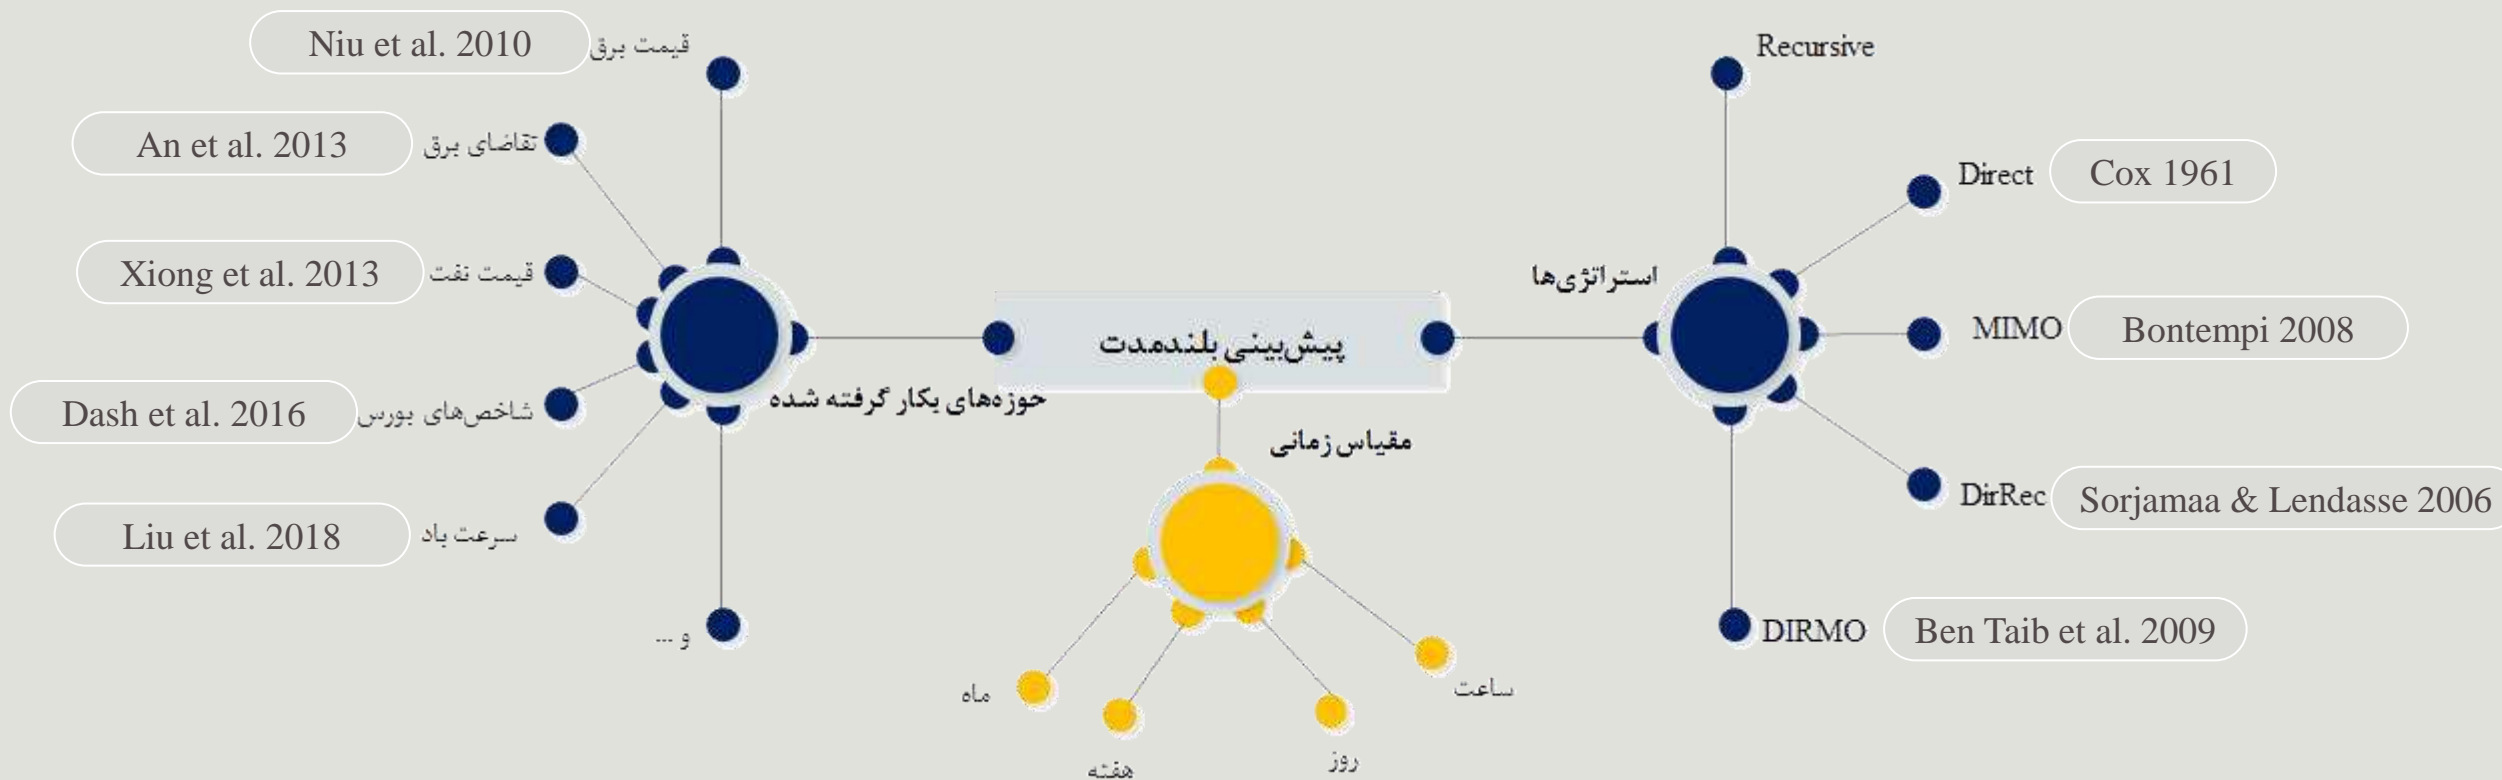 Niu et al. 2010
قیمت برق
An et al. 2013
تقاضای برق
Xiong et al. 2013
قیمت نفت
Dash et al. 2016
شاخص‌های بورس
Liu et al. 2018
سرعت باد
و ...
حوزه‌های بکار گرفته شده
پیش‌بینی بلندمدت
مقیاس زمانی
ماه
هفته
روز
ساعت
استراتژی‌ها
Recursive
Direct
Cox 1961
MIMO
Bontempi 2008
DirRec
Sorjamaa & Lendasse 2006
DIRMO
Ben Taib et al. 2009